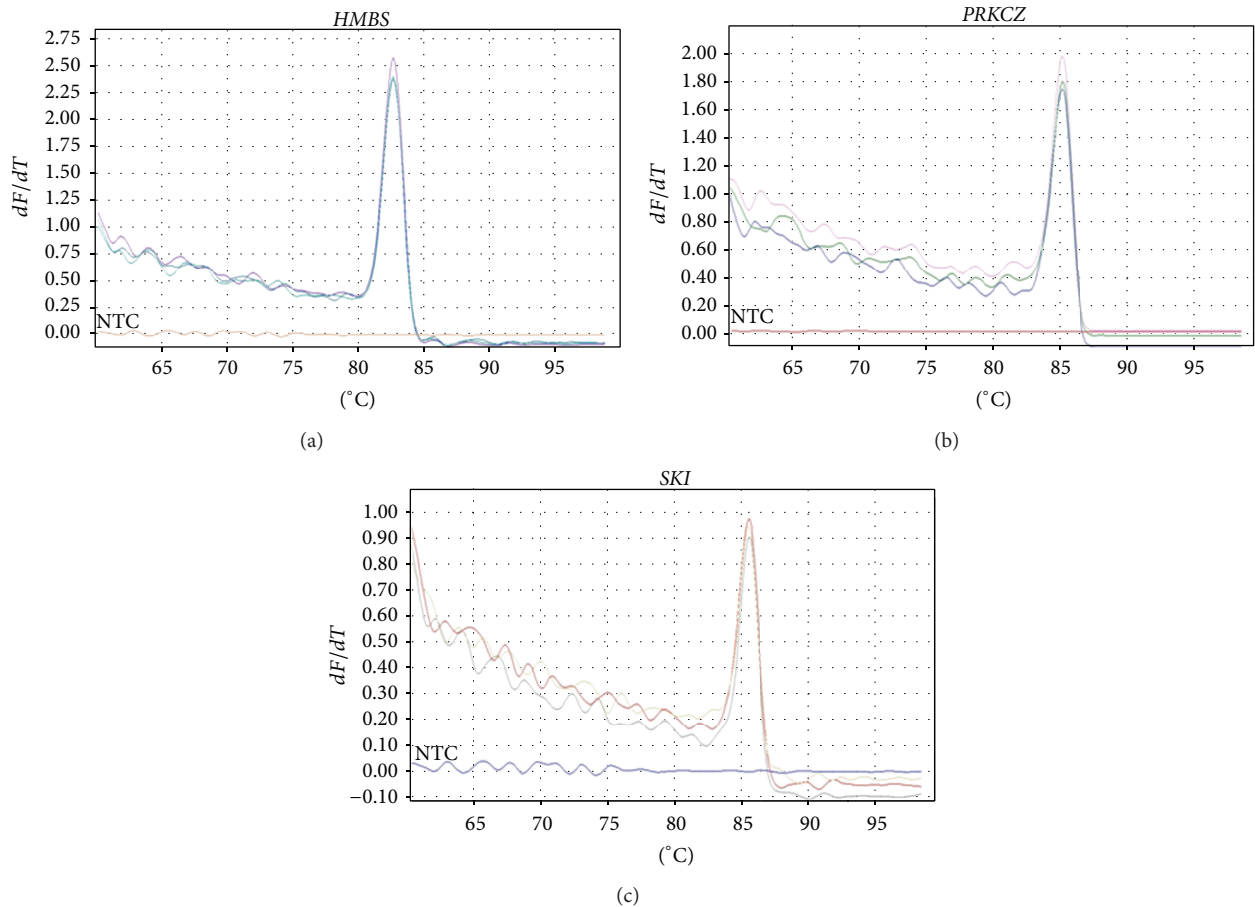 HMBS
2.75
2.50
2.25
2.00
1.75
1.50
1.25
1.00
0.75
0.50
0.25
0.00
dF/dT
NTC
65 70 75 80 85 90 95
(°C)
(a)
PRKCZ
2.00
1.80
1.60
1.40
1.20
1.00
0.80
0.60
0.40
0.20
0.00
dF/dT
NTC
65 70 75 80 85 90 95
(°C)
(b)
SKI
1.00
0.90
0.80
0.70
0.60
0.50
0.40
0.30
0.20
0.10
0.00
−0.10
dF/dT
NTC
65 70 75 80 85 90 95
(°C)
(c)